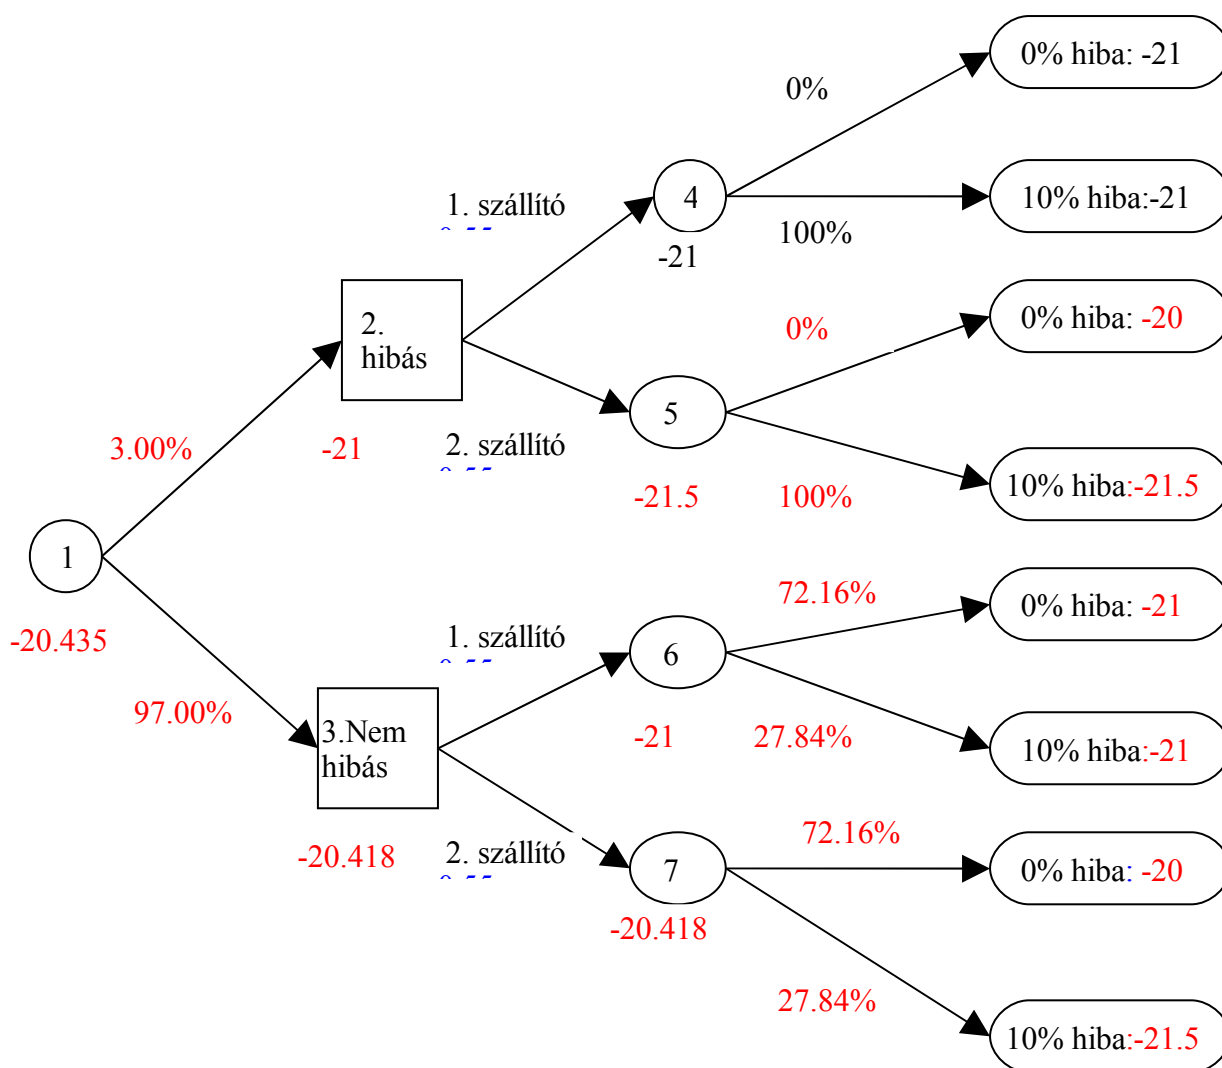 0% hiba: -21
0%
1. szállító
4
10% hiba:-21
100%
-21
2.
hibás
0% hiba: -20
0%
5
3.00%
-21
2. szállító
-21.5
100%
10% hiba:-21.5
1
-20.435
72.16%
0% hiba: -21
1. szállító
6
97.00%
3.Nem
hibás
-21
27.84%
10% hiba:-21
-20.418
2. szállító
72.16%
7
0% hiba: -20
-20.418
27.84%
10% hiba:-21.5